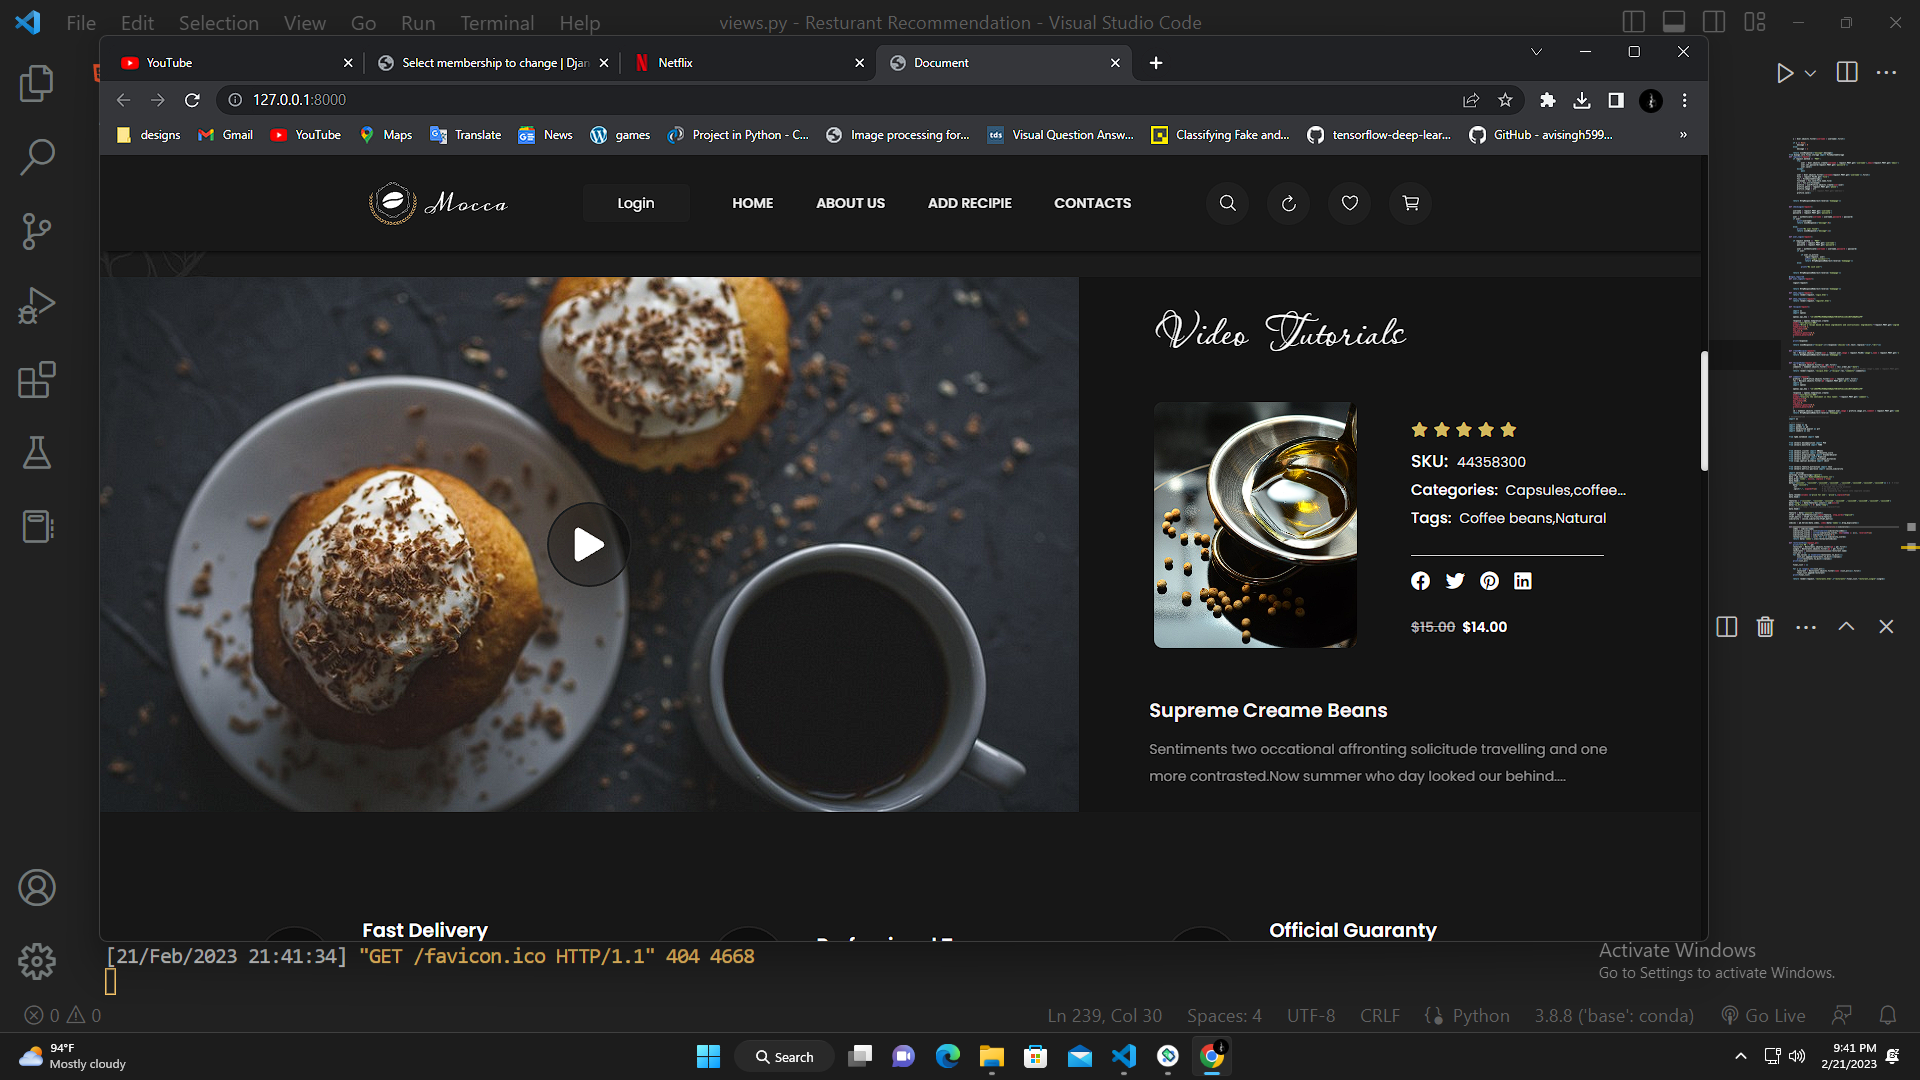 File Edit Selection View Go Run Terminal Help
views.py - Resturant Recommendation - Visual Studio Code
YouTube
Select membership to change | Djan
Netflix
Document
127.0.0.1:8000
designs Gmail YouTube Maps Translate News games Project in Python - C... Image processing for... Visual Question Answ... Classifying Fake and... tensorflow-deep-lear... GitHub - avisingh599... »
Mocca
Login HOME ABOUT US ADD RECIPIE CONTACTS
Video Tutorials
SKU: 44358300
Categories: Capsules,coffee...
Tags: Coffee beans,Natural
$15.00 $14.00
Supreme Creame Beans
Sentiments two occational affronting solicitude travelling and one
more contrasted.Now summer who day looked our behind....
Fast Delivery
Official Guaranty
[21/Feb/2023 21:41:34] "GET /favicon.ico HTTP/1.1" 404 4668
Activate Windows
Go to Settings to activate Windows.
0 0
Ln 239, Col 30 Spaces: 4 UTF-8 CRLF Python 3.8.8 ('base': conda) Go Live
94°F
Mostly cloudy
Search
9:41 PM
2/21/2023